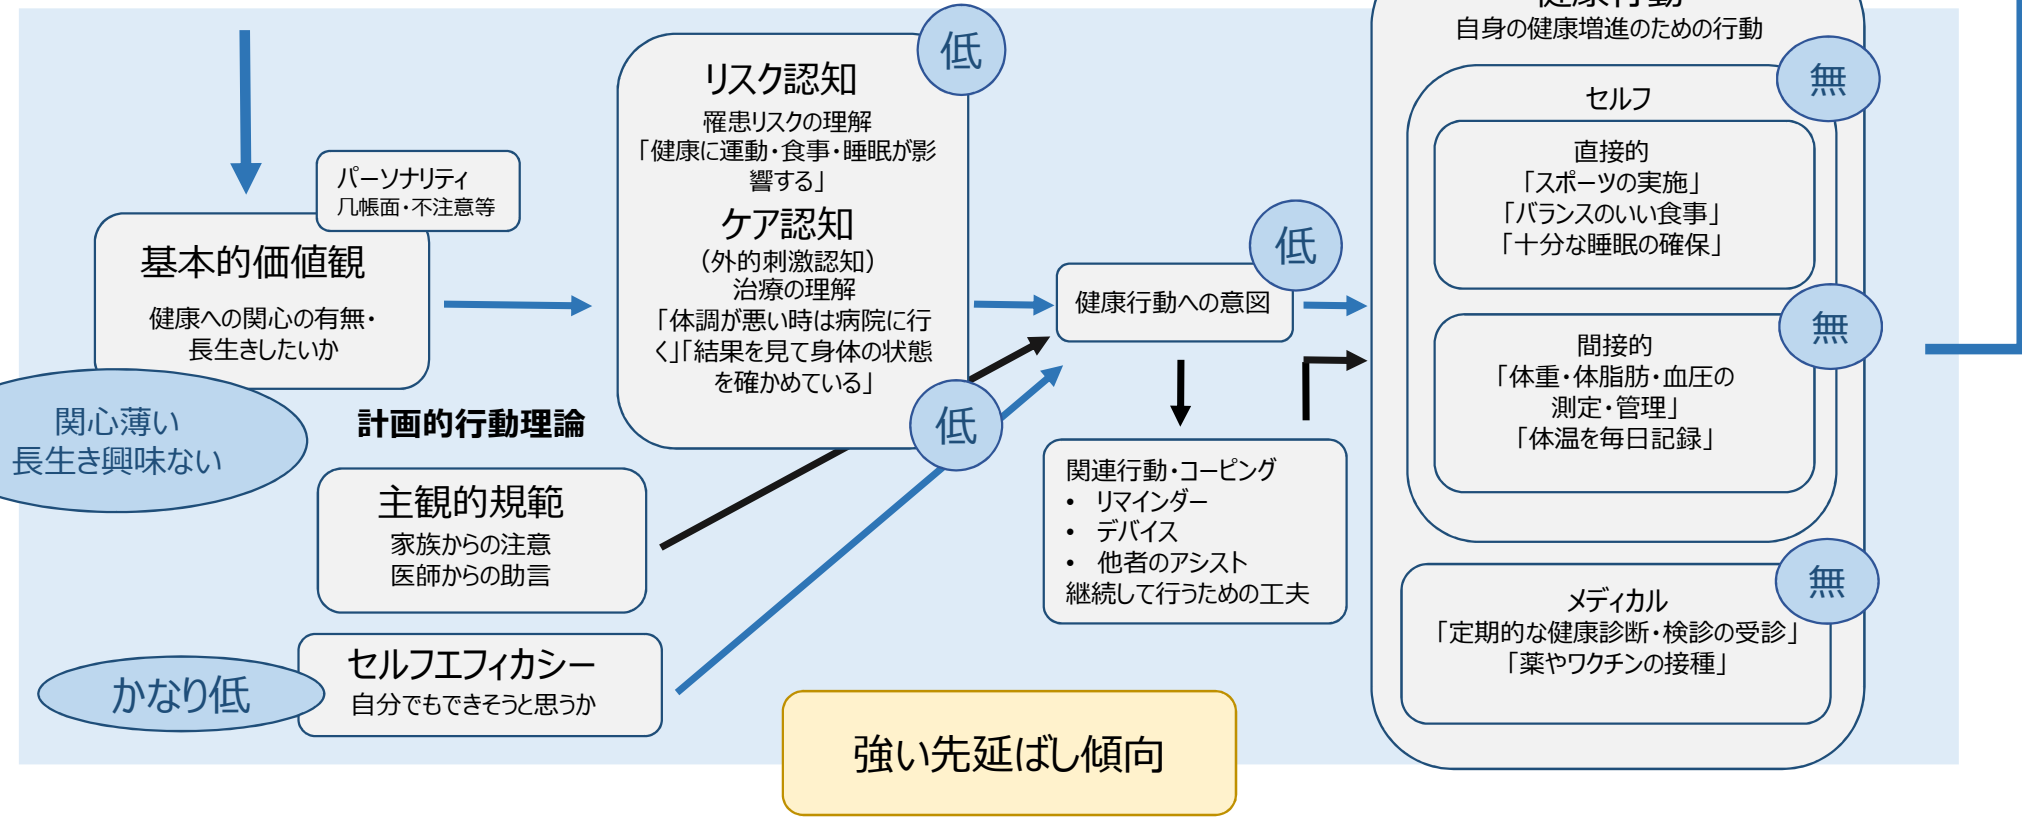 健康行動
自身の健康増進のための行動
低
リスク認知
罹患リスクの理解
「健康に運動・食事・睡眠が影
響する」
ケア認知
（外的刺激認知）
治療の理解
「体調が悪い時は病院に行
く」「結果を見て身体の状態
を確かめている」
低
パーソナリティ
几帳面・不注意等
基本的価値観
健康への関心の有無・
長生きしたいか
関心薄い
長生き興味ない
計画的行動理論
主観的規範
家族からの注意
医師からの助言
セルフエフィカシー
自分でもできそうと思うか
かなり低
低
健康行動への意図
関連行動・コーピング
• リマインダー
• デバイス
• 他者のアシスト
継続して行うための工夫
無
セルフ
直接的
「スポーツの実施」
「バランスのいい食事」
「十分な睡眠の確保」
無
間接的
「体重・体脂肪・血圧の
測定・管理」
「体温を毎日記録」
無
メディカル
「定期的な健康診断・検診の受診」
「薬やワクチンの接種」
強い先延ばし傾向